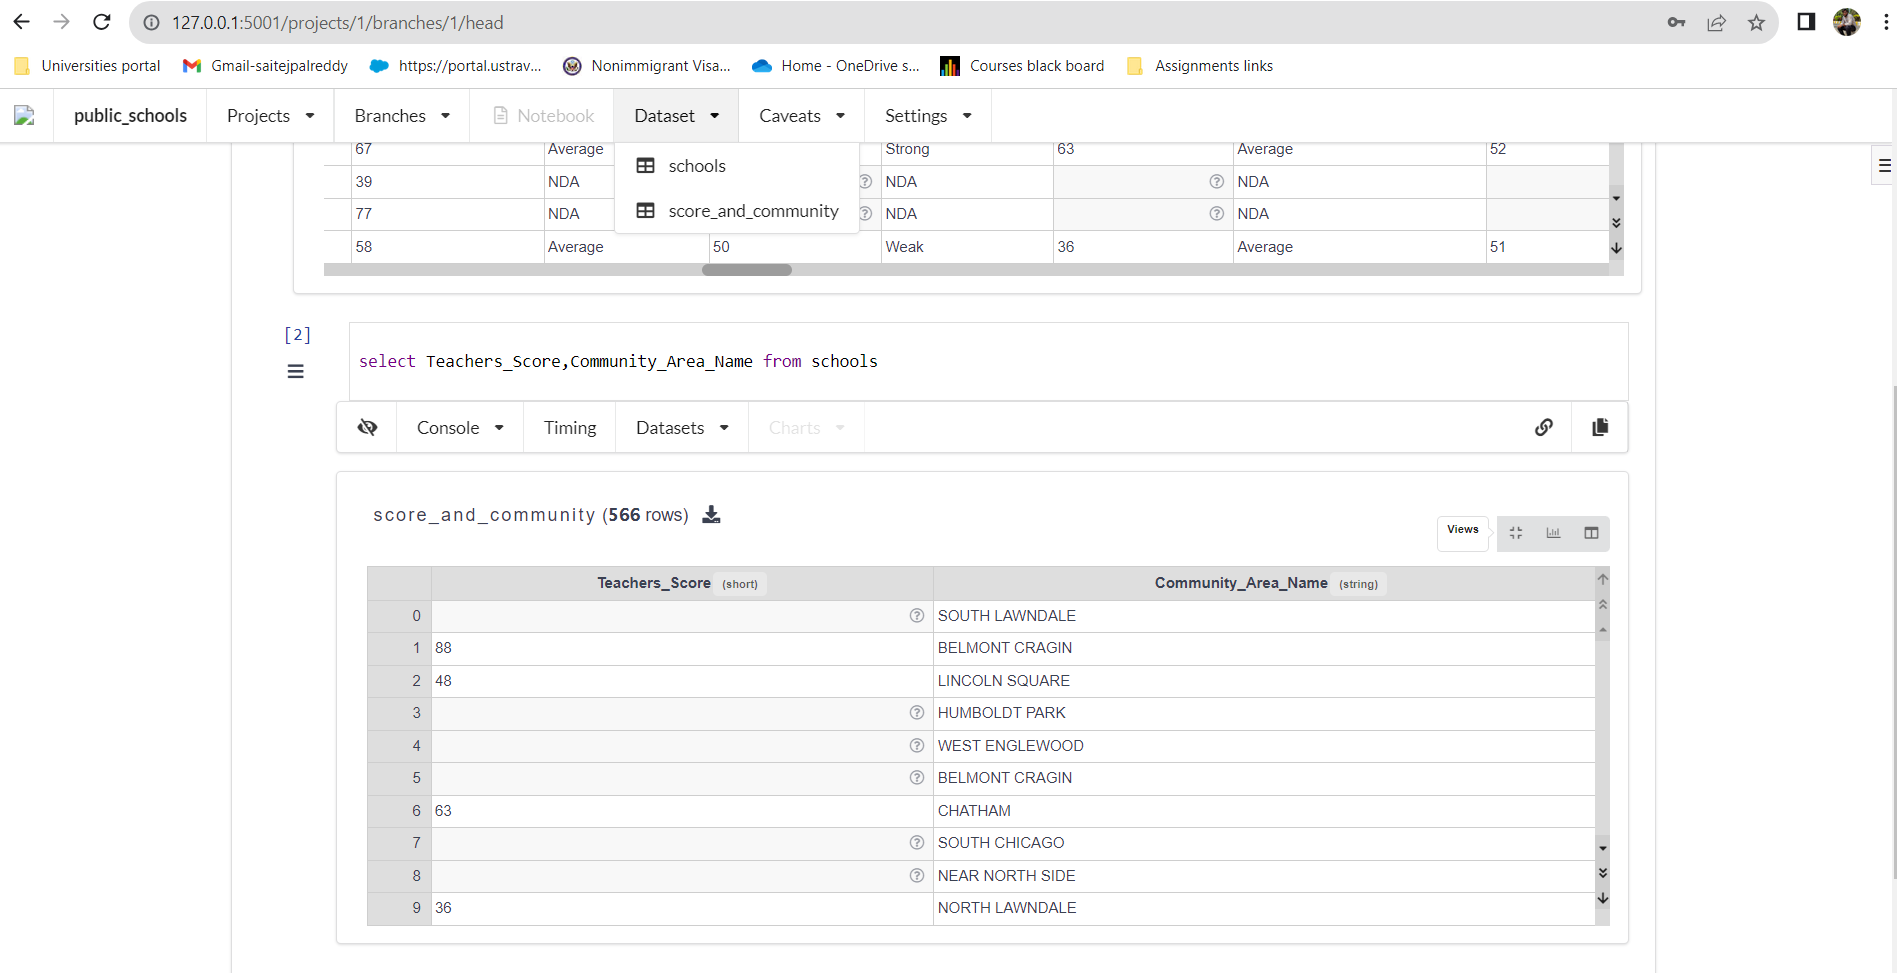 127.0.0.1:5001/projects/1/branches/1/head
Universities portal Gmail-saitejpalreddy https://portal.ustrav... Nonimmigrant Visa... Home - OneDrive s... Courses black board Assignments links
public_schools Projects Branches Notebook Dataset Caveats Settings
schools
score_and_community
67 Average Strong 63 Average 52
39 NDA NDA NDA
77 NDA NDA NDA
58 Average 50 Weak 36 Average 51
[2]
select Teachers_Score,Community_Area_Name from schools
Console Timing Datasets Charts
score_and_community (566 rows)
Views
Teachers_Score (short) Community_Area_Name (string)
0 SOUTH LAWNDALE
1 88 BELMONT CRAGIN
2 48 LINCOLN SQUARE
3 HUMBOLDT PARK
4 WEST ENGLEWOOD
5 BELMONT CRAGIN
6 63 CHATHAM
7 SOUTH CHICAGO
8 NEAR NORTH SIDE
9 36 NORTH LAWNDALE